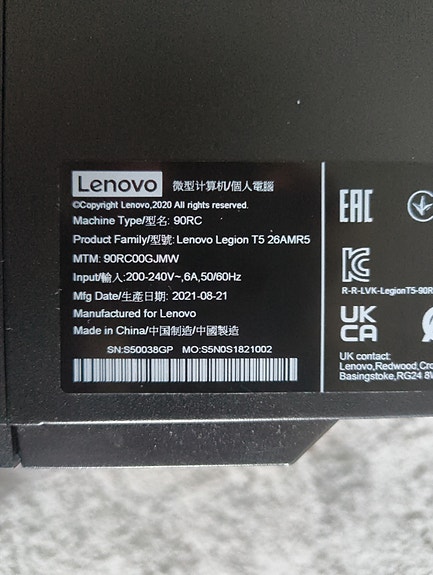 Lenovo 微型计算机/個人電腦
©Copyright Lenovo,2020 All rights reserved.
Machine Type/型名: 90RC
Product Family/型號: Lenovo Legion T5 26AMR5
MTM: 90RC00GJMW
Input/輸入:200-240V~,6A,50/60Hz
Mfg Date/生產日期: 2021-08-21
Manufactured for Lenovo
Made in China/中国制造/中國製造
SN:S50038GP MO:S5N0S1821002
EAC
R-R-LVK-LegionT5-90R
UK
CA
UK contact:
Lenovo,Redwood,Cro
Basingstoke,RG24 8W